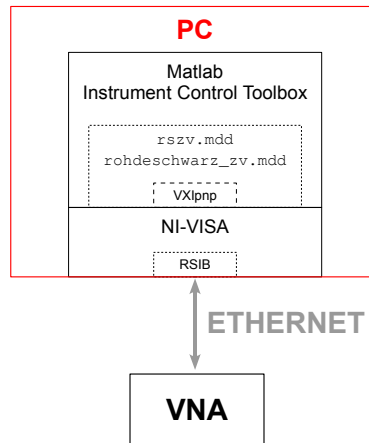 PC
Matlab
Instrument Control Toolbox
rszv.mdd
rohdeschwarz_zv.mdd
VXIpnp
NI-VISA
RSIB
ETHERNET
VNA